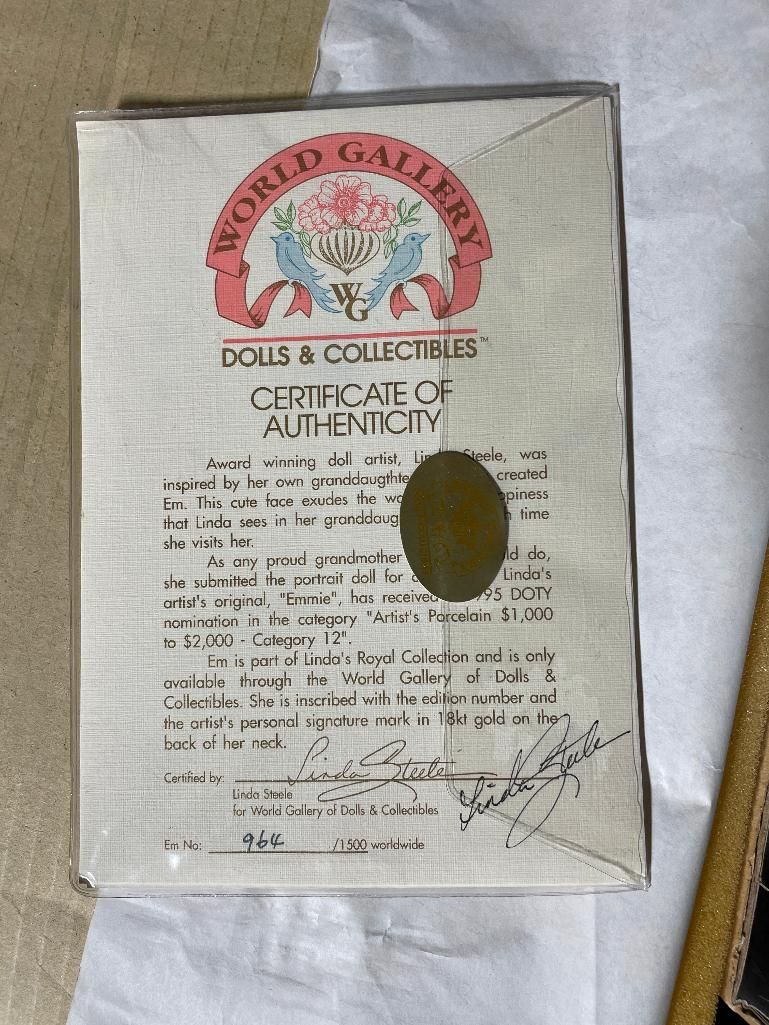 WORLD GALLERY
WG
DOLLS & COLLECTIBLES™
CERTIFICATE OF
AUTHENTICITY
Award winning doll artist, Steele, was
inspired by her own created
Em. This cute face exudes the
that Linda sees in her time
she visits her.
As any proud grandmother do,
she submitted the portrait doll for Linda's
artist's original, "Emmie", has received DOTY
nomination in the category "Artist's Porcelain $1,000
to $2,000 - Category 12".
Em is part of Linda's Royal Collection and is only
available through the World Gallery of Dolls &
Collectibles. She is inscribed with the edition number and
the artist's personal signature mark in 18kt gold on the
back of her neck.
Certified by: Linda Steele
Linda Steele
Linda Steele
for World Gallery of Dolls & Collectibles
Em No: 964 /1500 worldwide